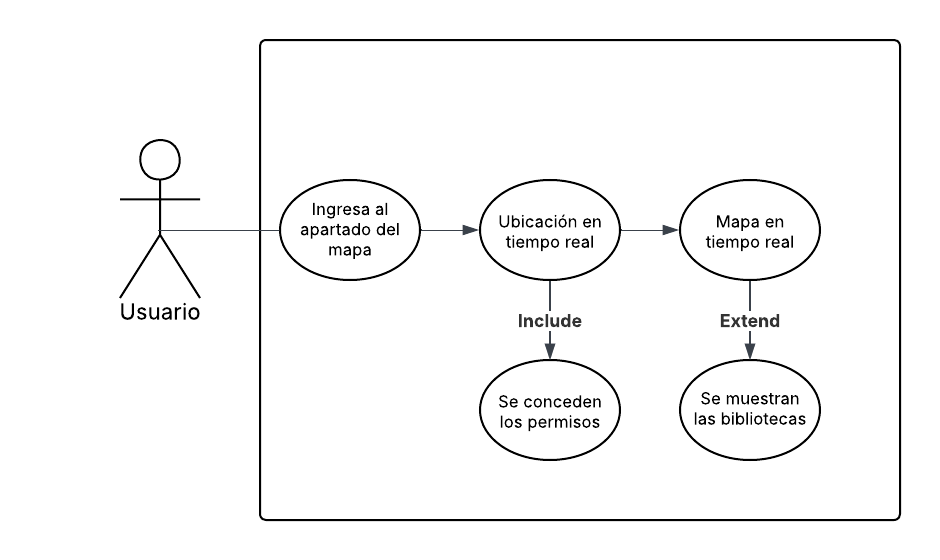 Usuario
Ingresa al
apartado del
mapa
Ubicación en
tiempo real
Mapa en
tiempo real
Include
Extend
Se conceden
los permisos
Se muestran
las bibliotecas